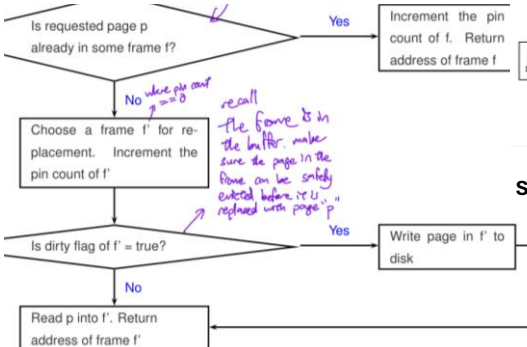 Is requested page p
already in some frame f?
Yes
Increment the pin
count of f. Return
address of frame f
No
where pin count
== 0
Choose a frame f' for re-
placement. Increment the
pin count of f'
recall
the frame is in
the buffer. make
sure the page in the
frame can be safely
evicted before it is
replaced with page "p"
Is dirty flag of f' = true?
Yes
Write page in f' to
disk
No
Read p into f'. Return
address of frame f'
S